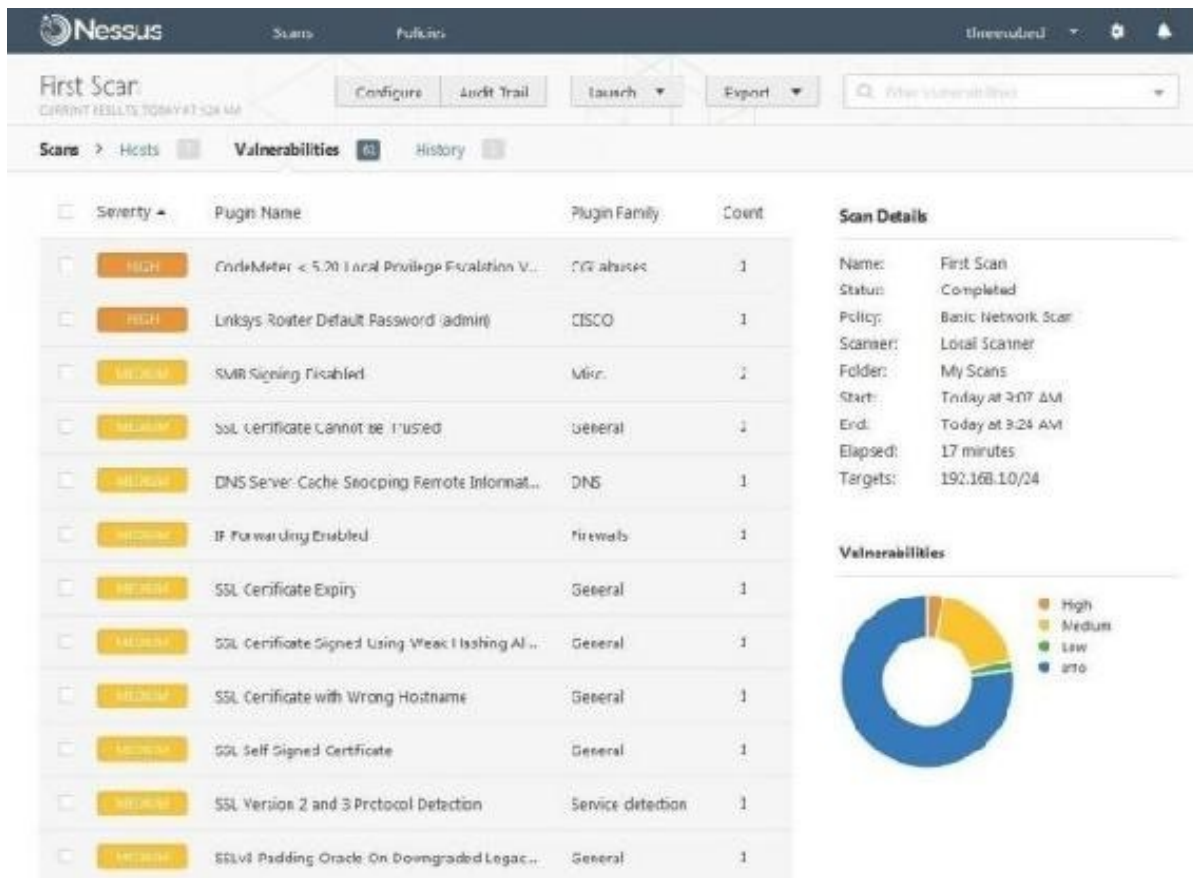 Nessus Scans Policies
First Scan
Configure Audit Trail Launch Export
CURRENT RESULTS: TODAY AT AM
Scans > Hosts Vulnerabilities 61 History
Severity Plugin Name Plugin Family Count
HIGH CodeMeter < 5.20 Local Privilege Escalation V... CGI abuses 1
HIGH Linksys Router Default Password (admin) CISCO 1
MEDIUM SMB Signing Disabled Misc. 2
MEDIUM SSL Certificate Cannot Be Trusted General 2
MEDIUM DNS Server Cache Snooping Remote Informat... DNS 1
MEDIUM IP Forwarding Enabled Firewalls 1
MEDIUM SSL Certificate Expiry General 1
MEDIUM SSL Certificate Signed Using Weak Hashing Al... General 1
MEDIUM SSL Certificate with Wrong Hostname General 1
MEDIUM SSL Self Signed Certificate General 1
MEDIUM SSL Version 2 and 3 Protocol Detection Service detection 1
MEDIUM SSLv3 Padding Oracle On Downgraded Legac... General 1
Scan Details
Name: First Scan
Status: Completed
Policy: Basic Network Scan
Scanner: Local Scanner
Folder: My Scans
Start: Today at 9:07 AM
End: Today at 9:24 AM
Elapsed: 17 minutes
Targets: 192.168.1.0/24
Vulnerabilities
High
Medium
Low
Info